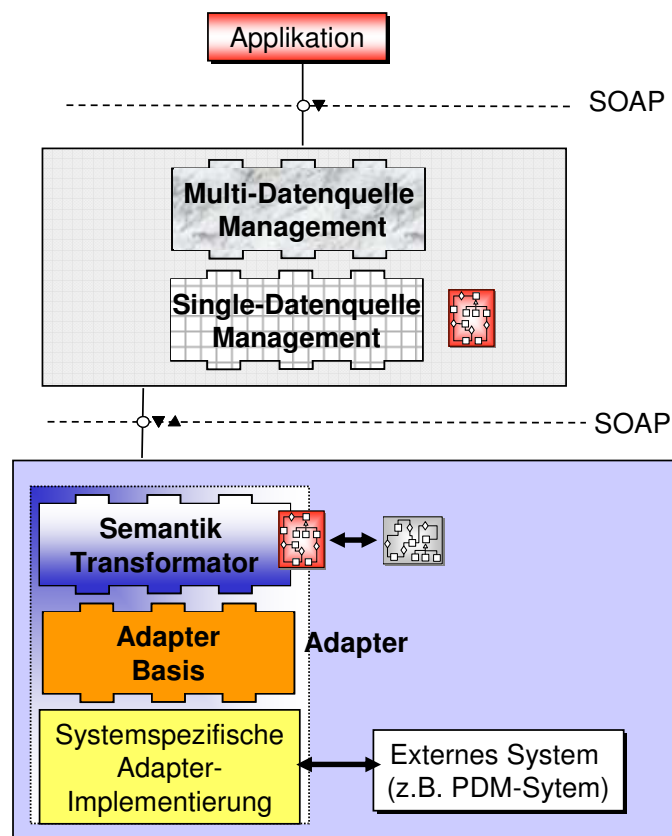 Applikation
SOAP
Multi-Datenquelle
Management
Single-Datenquelle
Management
SOAP
Semantik
Transformator
Adapter
Basis
Adapter
Systemspezifische
Adapter-
Implementierung
Externes System
(z.B. PDM-Sytem)